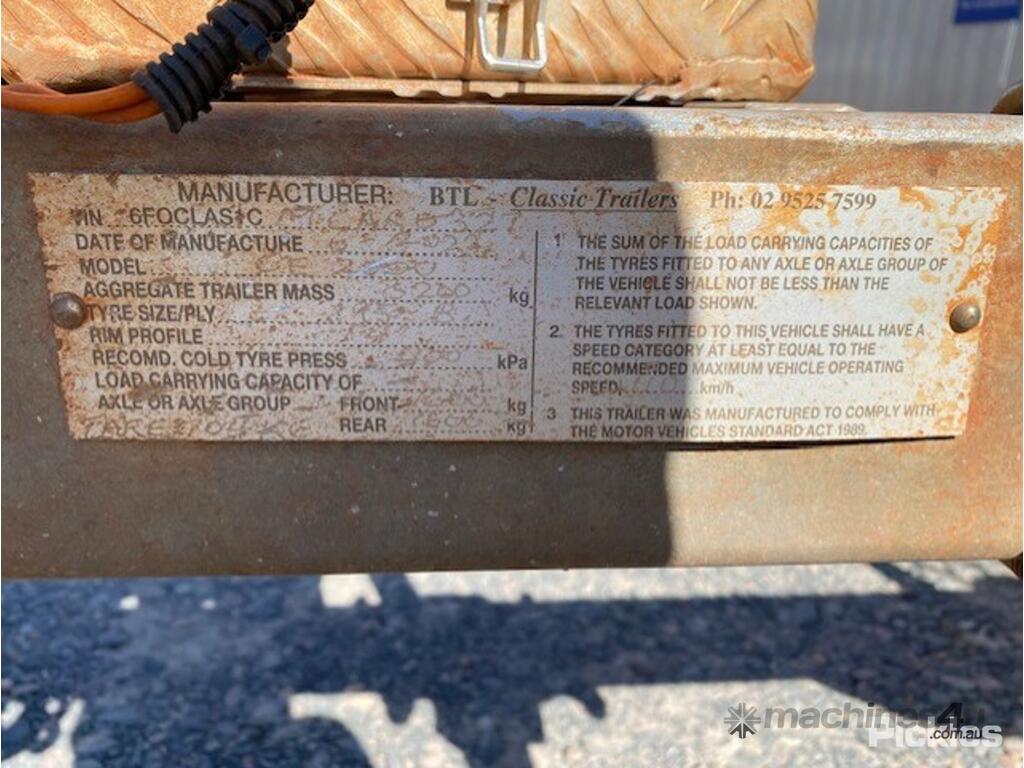 MANUFACTURER: BTL - Classic Trailers Ph: 02 9525 7599
VIN 6FQCLASIC
DATE OF MANUFACTURE
MODEL
AGGREGATE TRAILER MASS kg
TYRE SIZE/PLY
RIM PROFILE
RECOMD. COLD TYRE PRESS kPa
LOAD CARRYING CAPACITY OF
AXLE OR AXLE GROUP FRONT kg
REAR kg
1 THE SUM OF THE LOAD CARRYING CAPACITIES OF
THE TYRES FITTED TO ANY AXLE OR AXLE GROUP OF
THE VEHICLE SHALL NOT BE LESS THAN THE
RELEVANT LOAD SHOWN.
2. THE TYRES FITTED TO THIS VEHICLE SHALL HAVE A
SPEED CATEGORY AT LEAST EQUAL TO THE
RECOMMENDED MAXIMUM VEHICLE OPERATING
SPEED, km/h
3 THIS TRAILER WAS MANUFACTURED TO COMPLY WITH
THE MOTOR VEHICLES STANDARD ACT 1989.
machines4u
.com.au
Pickles